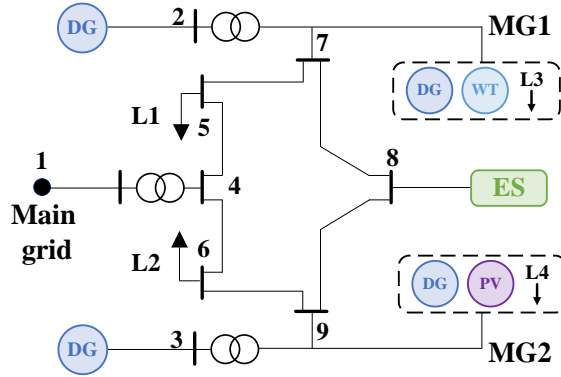 DG
2
7
MG1
DG
WT
L3
L1
5
1
4
8
ES
Main
grid
6
L2
DG
PV
L4
DG
3
9
MG2